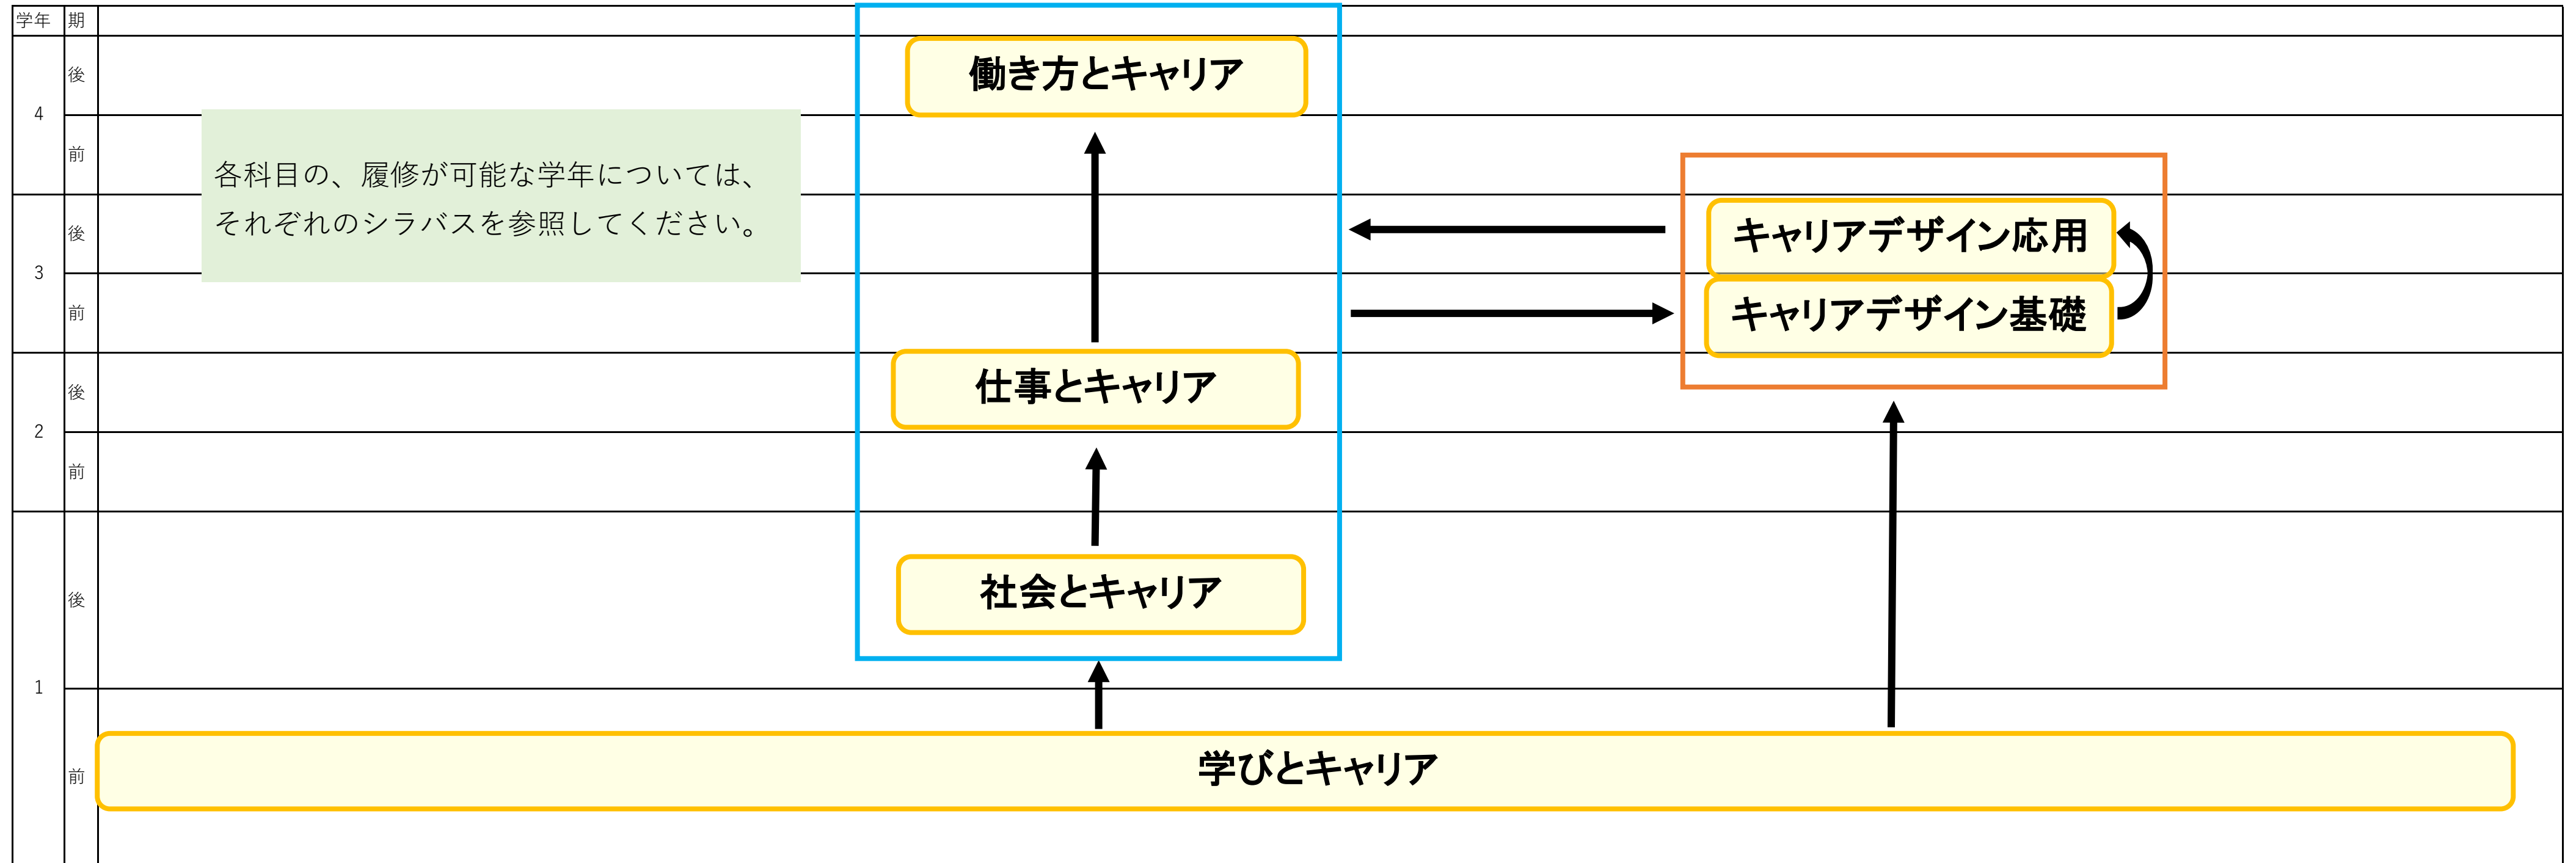 学年 期
後
働き方とキャリア
4
前
各科目の、履修が可能な学年については、
それぞれのシラバスを参照してください。
後
キャリアデザイン応用
3
前
キャリアデザイン基礎
後
仕事とキャリア
2
前
後
社会とキャリア
1
前
学びとキャリア